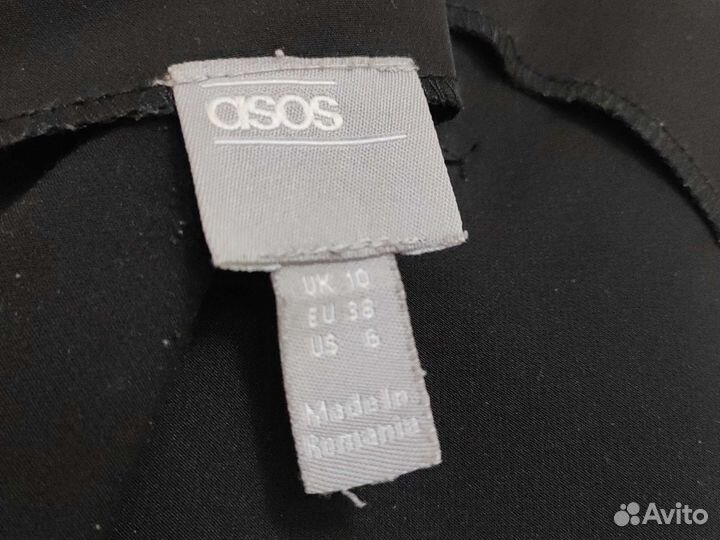 asos
UK 10
EU 38
US 6
Made in
Romania
Avito